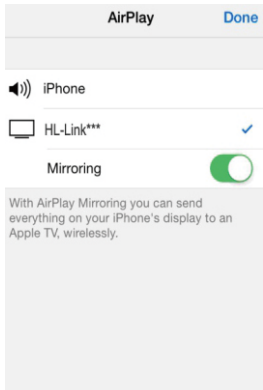 AirPlay Done
iPhone
HL-Link***
Mirroring
With AirPlay Mirroring you can send
everything on your iPhone's display to an
Apple TV, wirelessly.